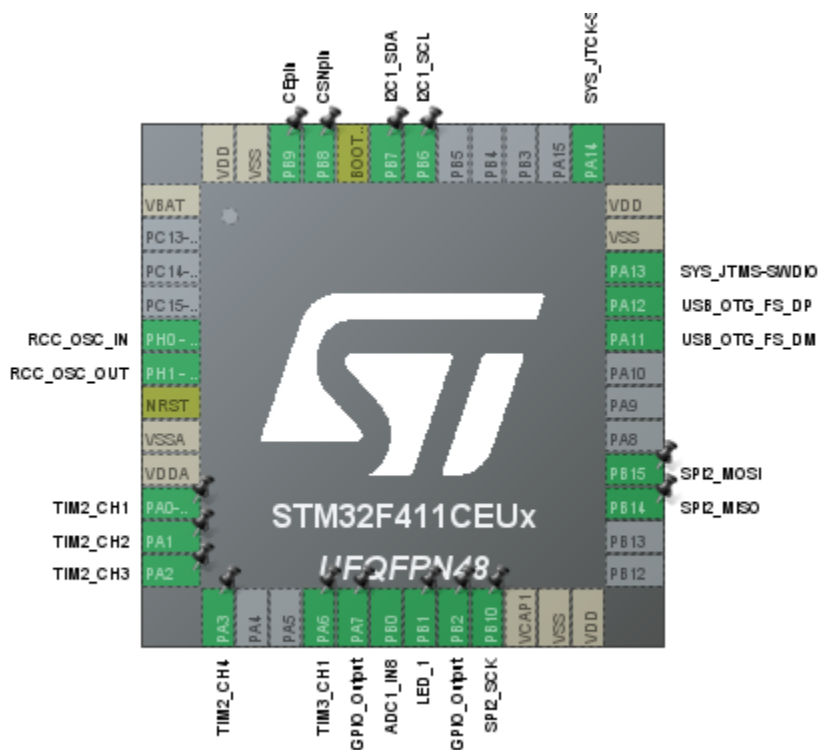 CEpin
CSNpin
I2C1_SDA
I2C1_SCL
SYS_JTCK-S
VDD
VSS
PB9
PB8
BOOT..
PB7
PB6
PB5
PB4
PB3
PA15
PA14
VBAT
PC13-..
PC14-..
PC15-..
RCC_OSC_IN
PH0-..
RCC_OSC_OUT
PH1-..
NRST
VSSA
VDDA
TIM2_CH1
PA0-..
TIM2_CH2
PA1
TIM2_CH3
PA2
VDD
VSS
PA13
SYS_JTMS-SWDIO
PA12
USB_OTG_FS_DP
PA11
USB_OTG_FS_DM
PA10
PA9
PA8
PB15
SPI2_MOSI
PB14
SPI2_MISO
PB13
PB12
ST
STM32F411CEUx
UFQFPN48
PA3
PA4
PA5
PA6
PA7
PB0
PB1
PB2
PB10
VCAP1
VSS
VDD
TIM2_CH4
TIM3_CH1
GPIO_Output
ADC1_IN8
LED_1
GPIO_Output
SPI2_SCK